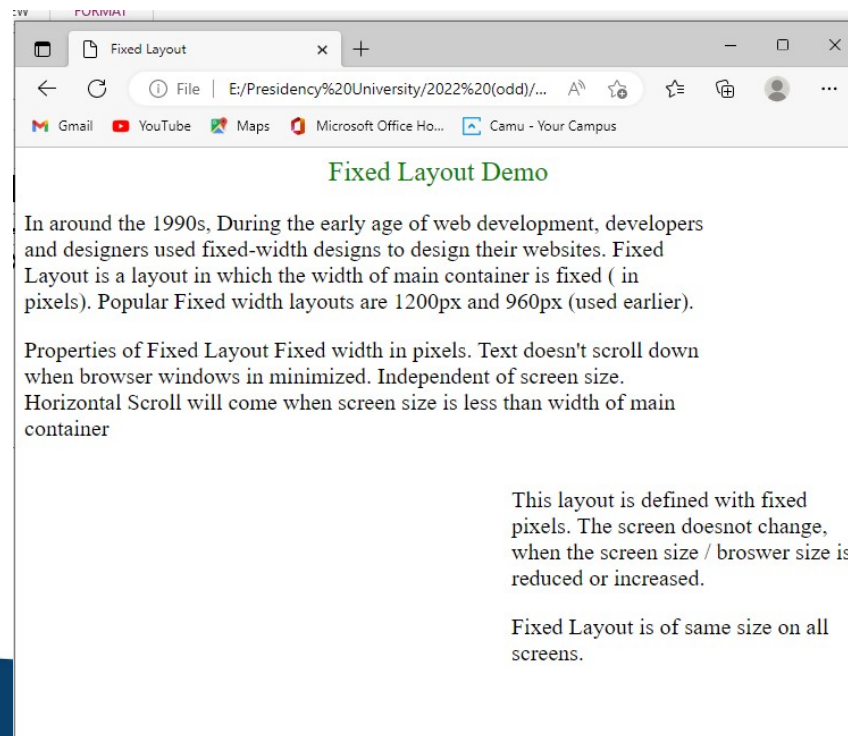 FORMAT
Fixed Layout
File E:/Presidency%20University/2022%20(odd)/...
Gmail YouTube Maps Microsoft Office Ho... Camu - Your Campus
Fixed Layout Demo
In around the 1990s, During the early age of web development, developers
and designers used fixed-width designs to design their websites. Fixed
Layout is a layout in which the width of main container is fixed ( in
pixels). Popular Fixed width layouts are 1200px and 960px (used earlier).
Properties of Fixed Layout Fixed width in pixels. Text doesn't scroll down
when browser windows in minimized. Independent of screen size.
Horizontal Scroll will come when screen size is less than width of main
container
This layout is defined with fixed
pixels. The screen doesnot change,
when the screen size / broswer size is
reduced or increased.
Fixed Layout is of same size on all
screens.